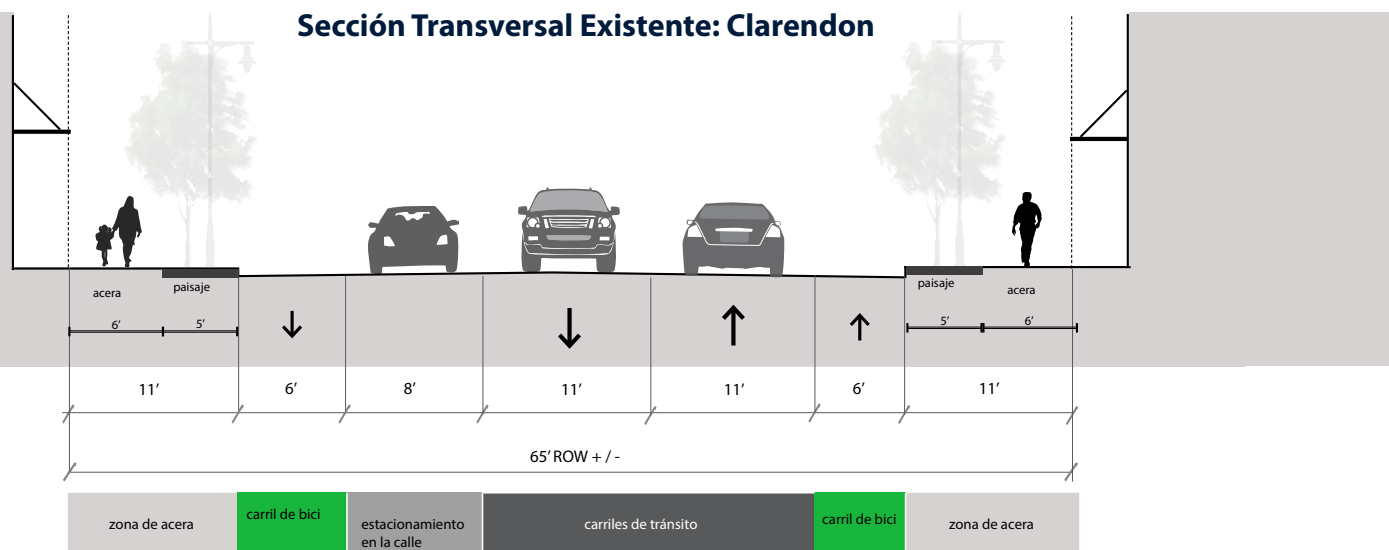 Sección Transversal Existente: Clarendon
acera
paisaje
paisaje
acera
6’
5’
5’
6’
11’
6’
8’
11’
11’
6’
11’
65’ ROW + / -
zona de acera
carril de bici
estacionamiento
en la calle
carriles de tránsito
carril de bici
zona de acera